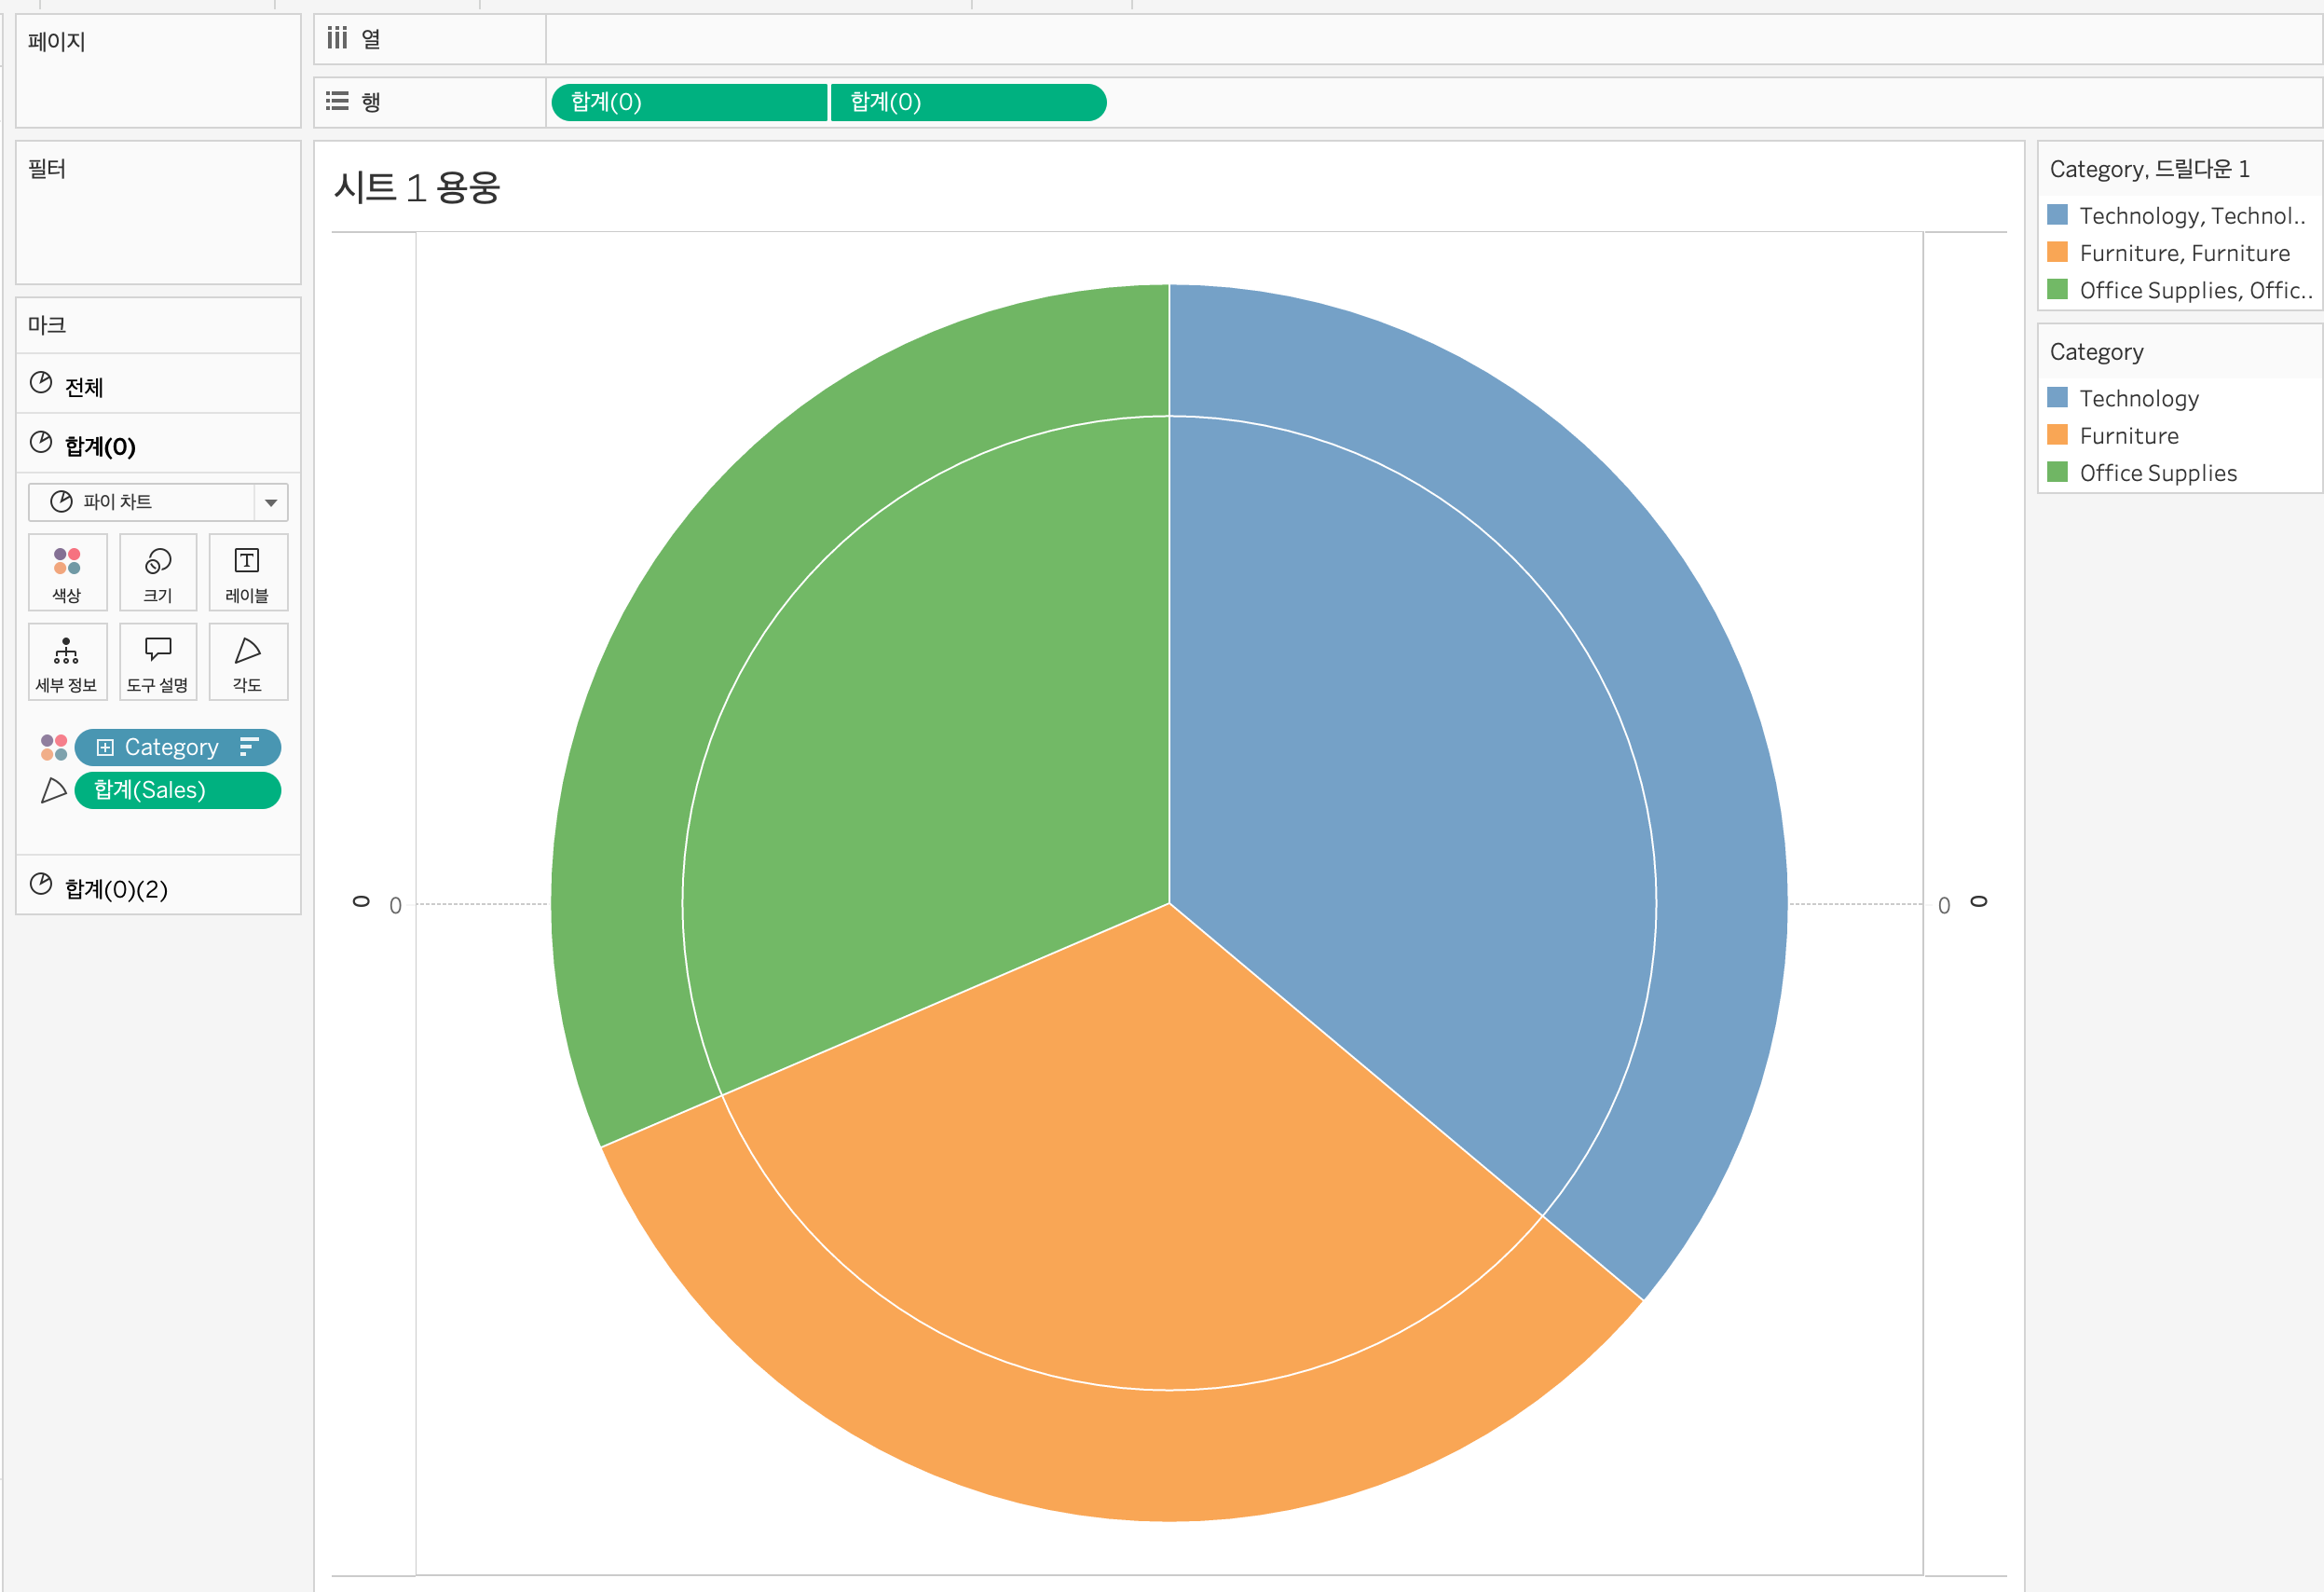 페이지
열
행
합계(0)
합계(0)
필터
마크
전체
합계(0)
파이 차트
색상
크기
레이블
세부 정보
도구 설명
각도
Category
합계(Sales)
합계(0)(2)
시트 1 용웅
0
0
0
0
Category, 드릴다운 1
Technology, Technol..
Furniture, Furniture
Office Supplies, Offic..
Category
Technology
Furniture
Office Supplies